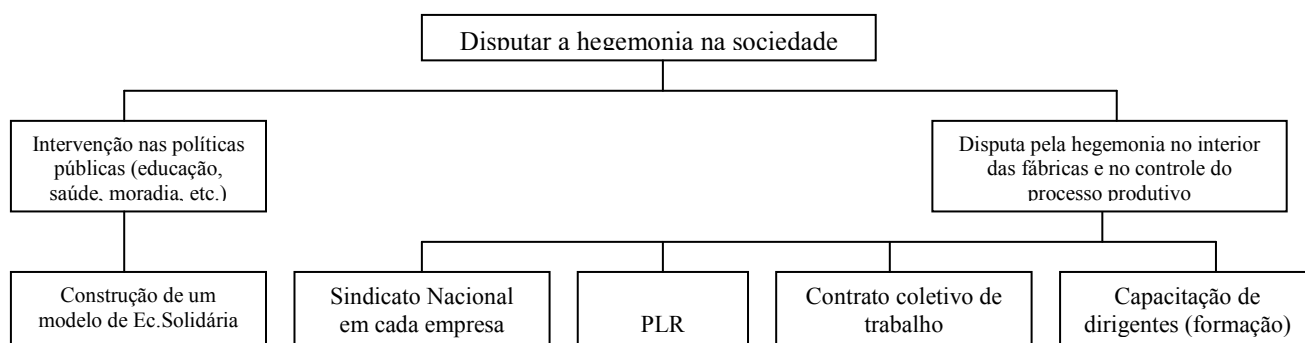 Disputar a hegemonia na sociedade
Intervenção nas políticas
públicas (educação,
saúde, moradia, etc.)
Disputa pela hegemonia no interior
das fábricas e no controle do
processo produtivo
Construção de um
modelo de Ec.Solidária
Sindicato Nacional
em cada empresa
PLR
Contrato coletivo de
trabalho
Capacitação de
dirigentes (formação)